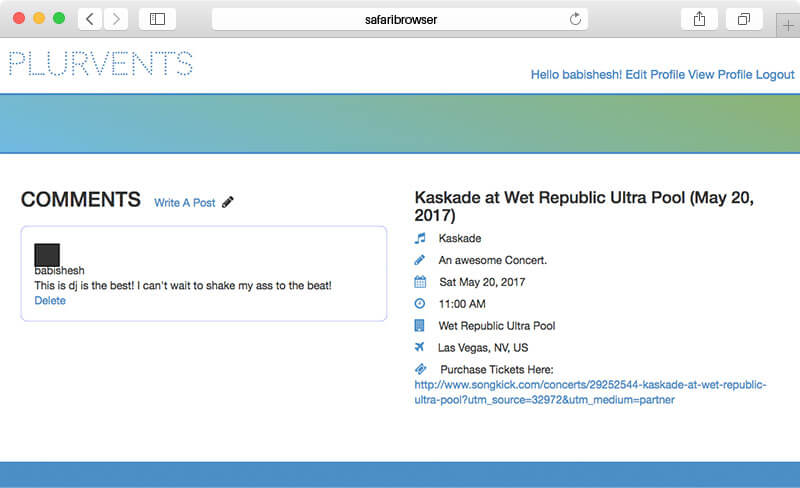 safaribrowser
PLURVENTS
Hello babishesh! Edit Profile View Profile Logout
COMMENTS Write A Post
babishesh
This is dj is the best! I can't wait to shake my ass to the beat!
Delete
Kaskade at Wet Republic Ultra Pool (May 20,
2017)
Kaskade
An awesome Concert.
Sat May 20, 2017
11:00 AM
Wet Republic Ultra Pool
Las Vegas, NV, US
Purchase Tickets Here:
http://www.songkick.com/concerts/29252544-kaskade-at-wet-republic-
ultra-pool?utm_source=32972&utm_medium=partner